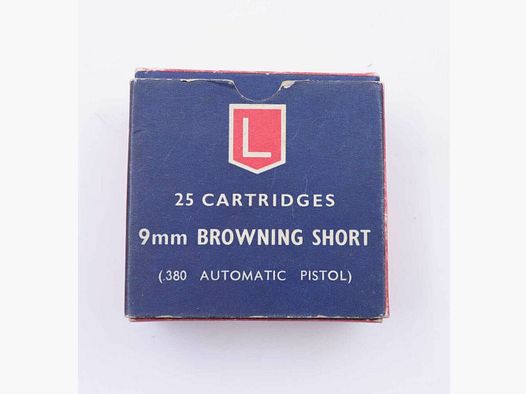 L
25 CARTRIDGES
9mm BROWNING SHORT
(.380 AUTOMATIC PISTOL)